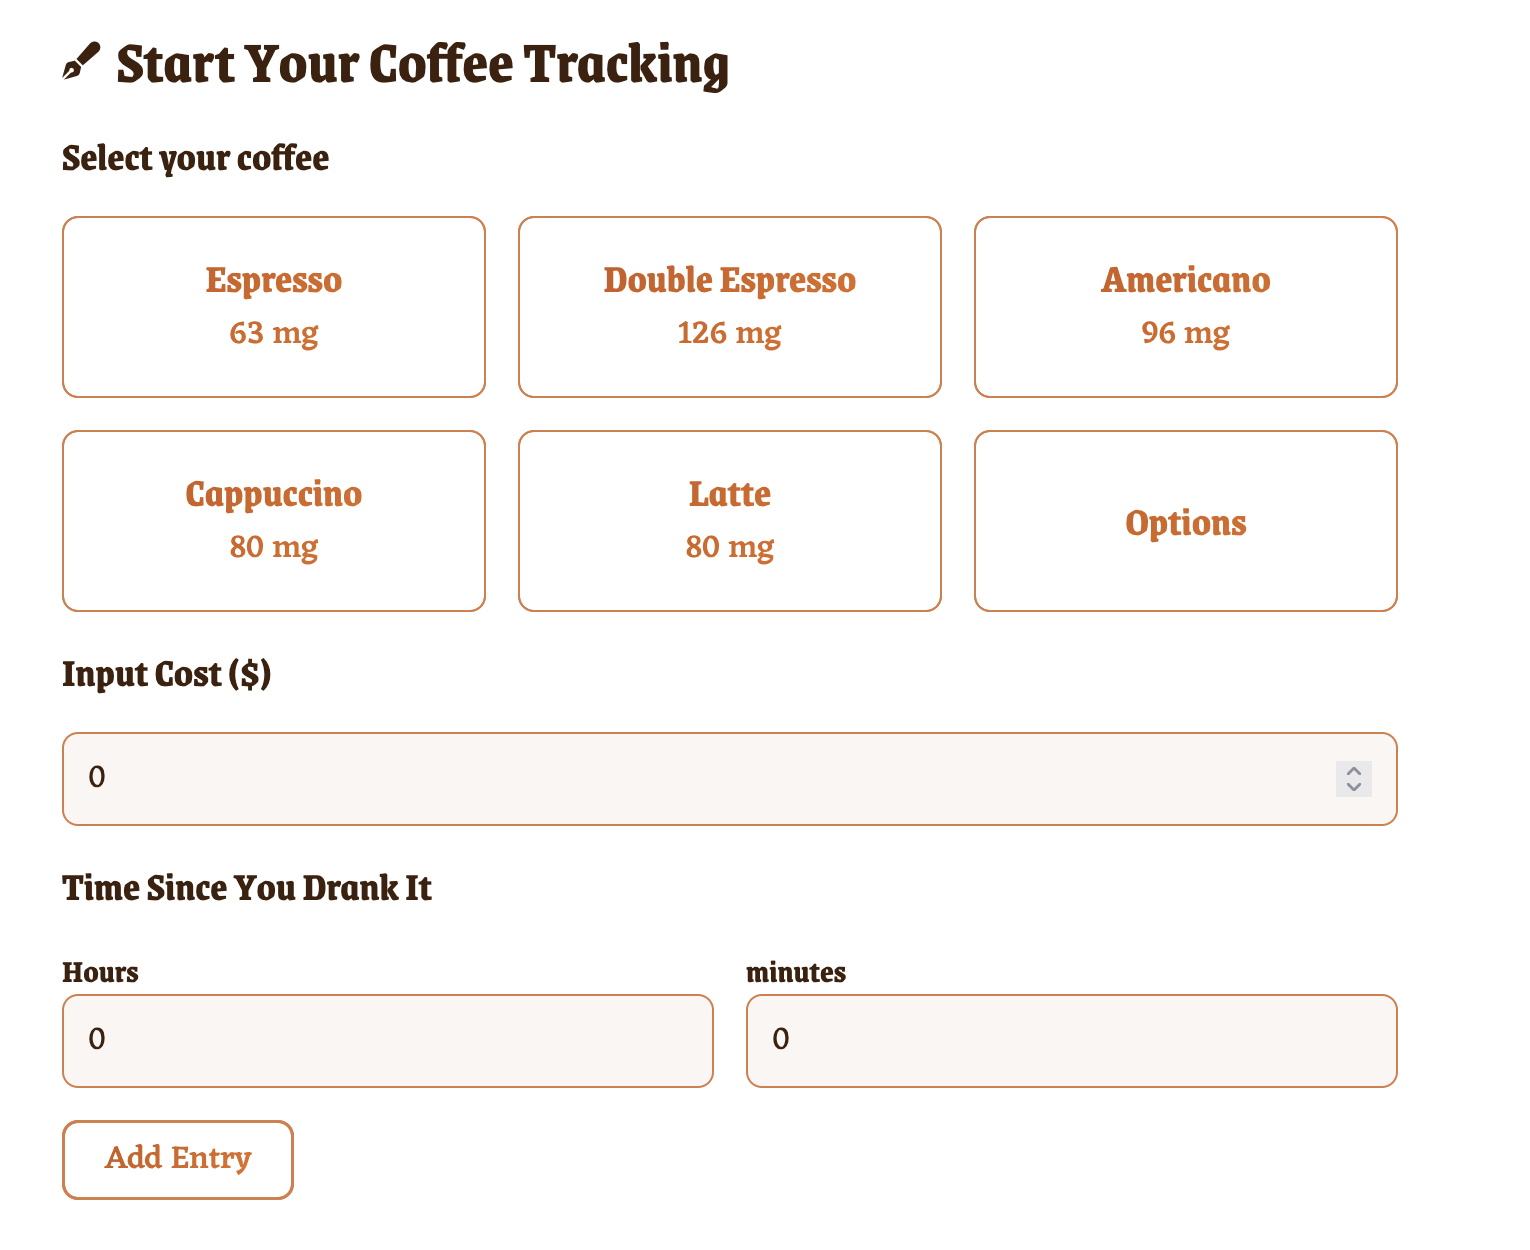 Start Your Coffee Tracking
Select your coffee
Espresso
63 mg
Double Espresso
126 mg
Americano
96 mg
Cappuccino
80 mg
Latte
80 mg
Options
Input Cost ($)
0
Time Since You Drank It
Hours
0
minutes
0
Add Entry